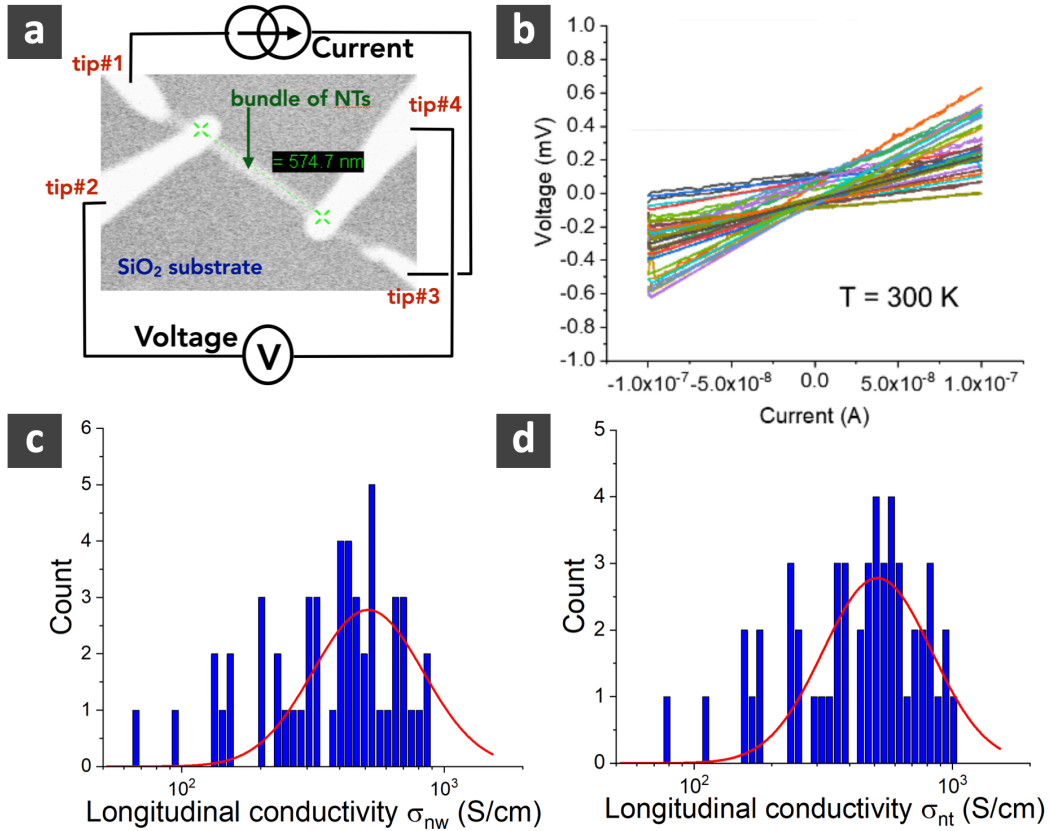 a
Current
tip#1
bundle of NTs
tip#4
= 574.7 nm
tip#2
SiO₂ substrate
tip#3
Voltage
V
b
1.0
0.8
0.6
0.4
0.2
0.0
-0.2
-0.4
-0.6
-0.8
-1.0
Voltage (mV)
T = 300 K
-1.0x10⁻⁷ -5.0x10⁻⁸ 0.0 5.0x10⁻⁸ 1.0x10⁻⁷
Current (A)
c
6
5
4
3
2
1
0
Count
10² 10³
Longitudinal conductivity σnw (S/cm)
d
5
4
3
2
1
0
Count
10² 10³
Longitudinal conductivity σnt (S/cm)